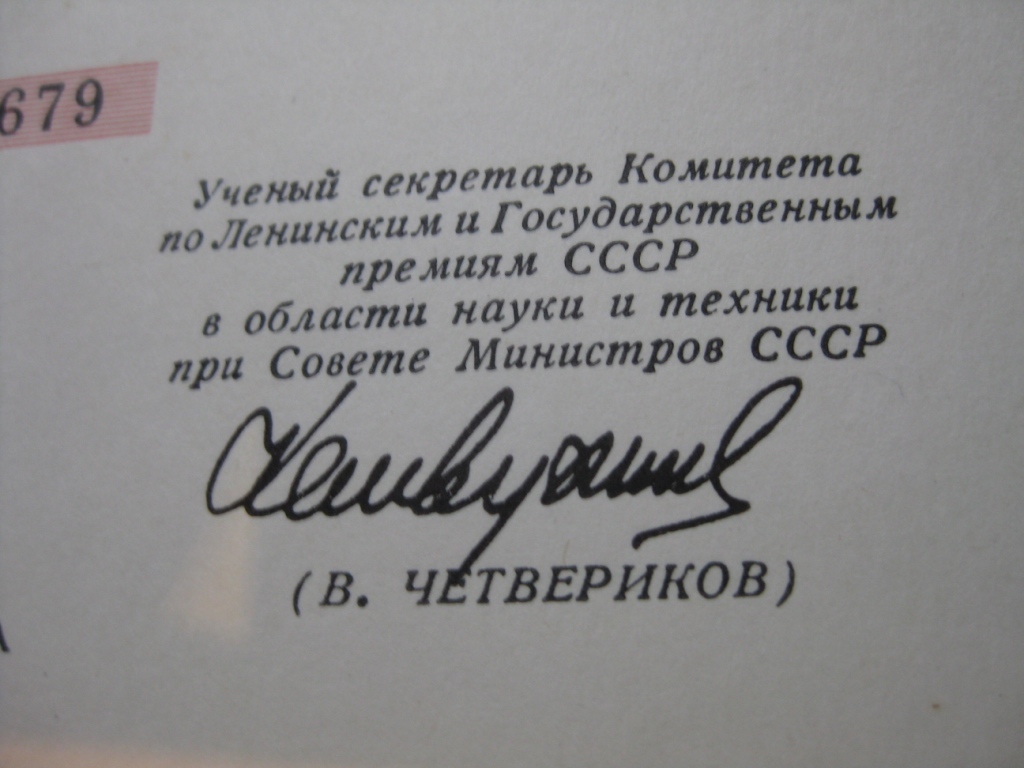 679
Ученый секретарь Комитета
по Ленинским и Государственным
премиям СССР
в области науки и техники
при Совете Министров СССР
(В. ЧЕТВЕРИКОВ)